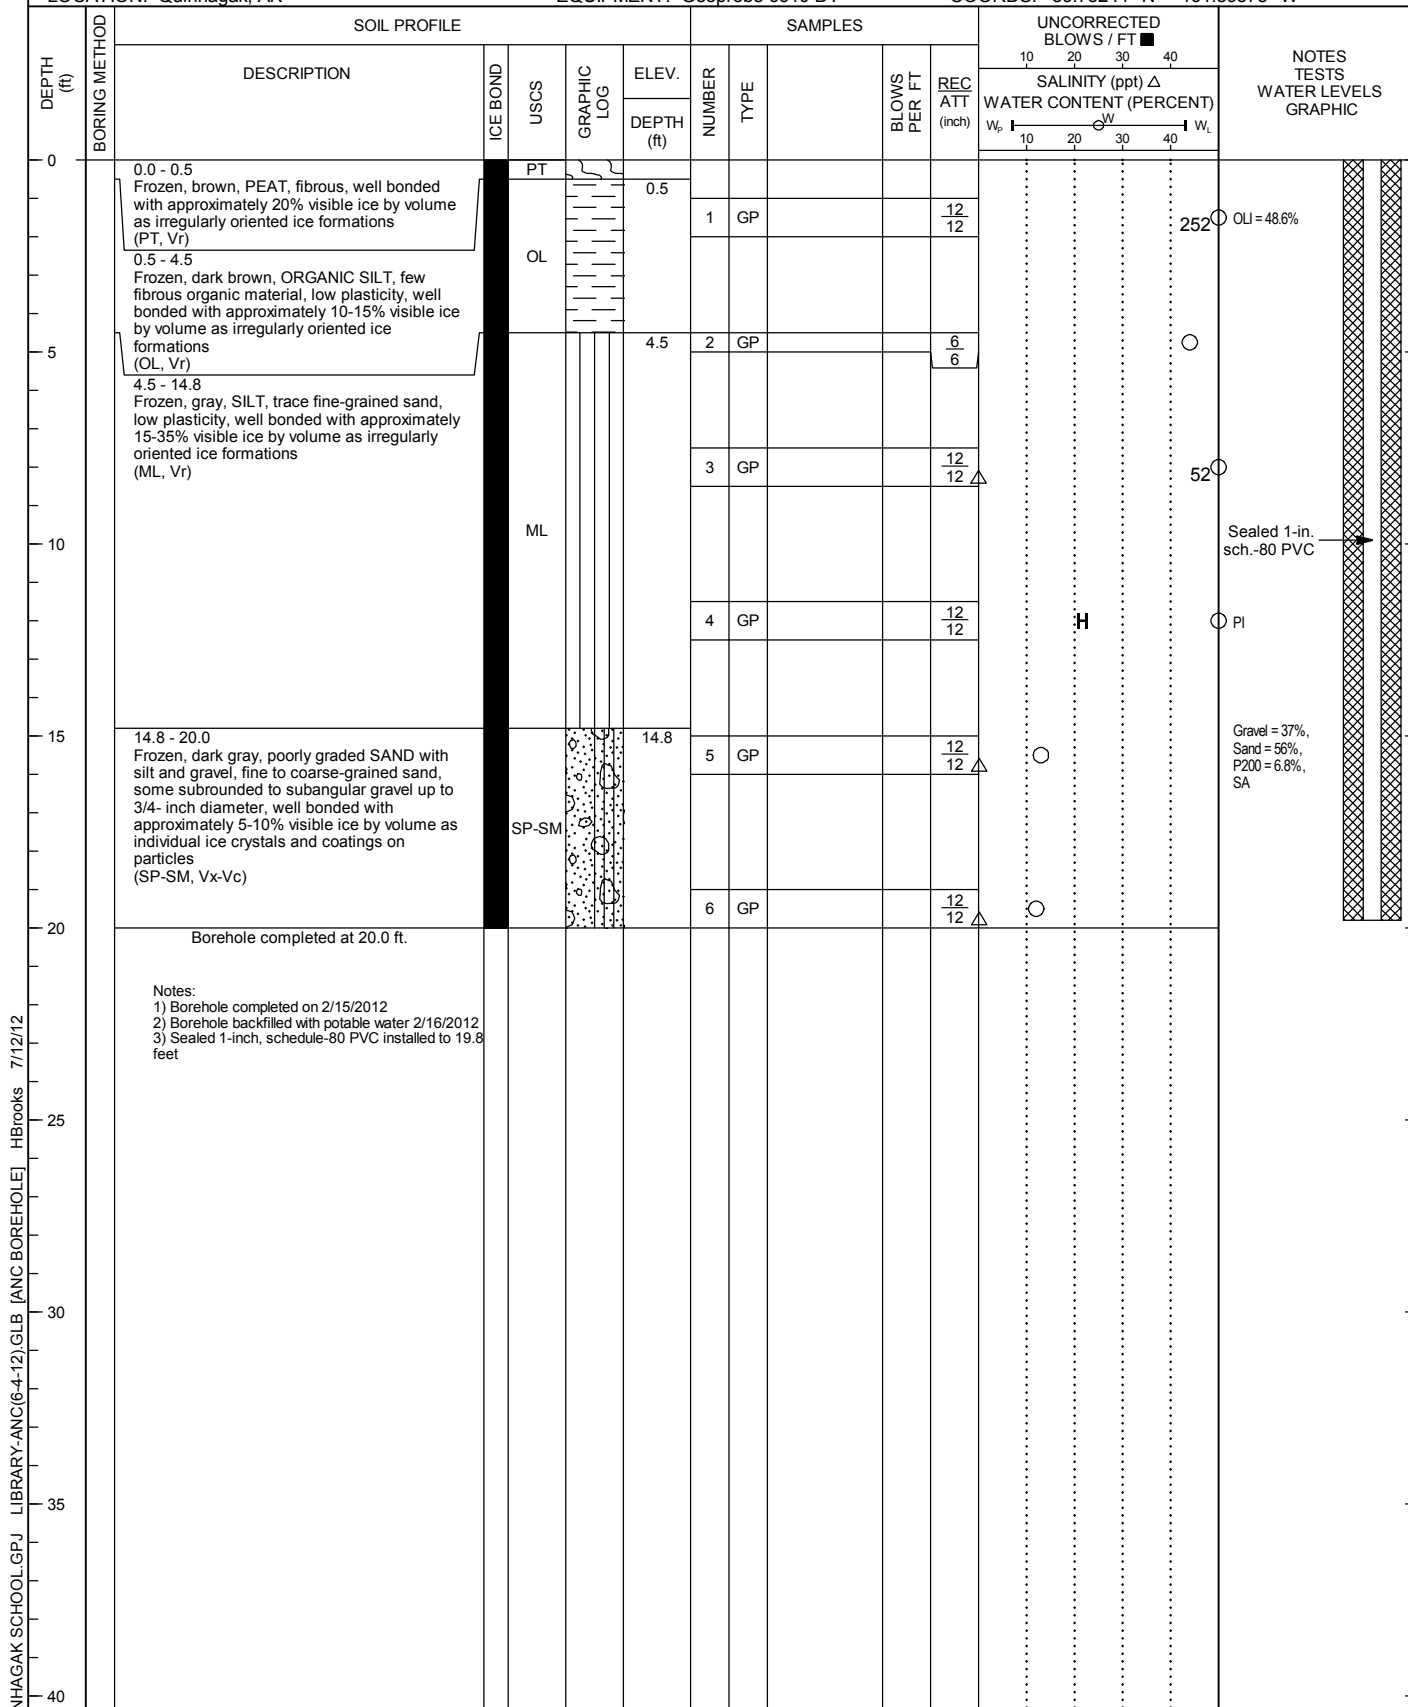 SOIL PROFILE
SAMPLES
UNCORRECTED
BLOWS / FT
10 20 30 40
SALINITY (ppt)
WATER CONTENT (PERCENT)
Wp W WL
10 20 30 40
NOTES
TESTS
WATER LEVELS
GRAPHIC
DEPTH
(ft)
BORING METHOD
DESCRIPTION
ICE BOND
USCS
GRAPHIC
LOG
ELEV.
DEPTH
(ft)
NUMBER
TYPE
BLOWS
PER FT
REC
ATT
(inch)
0
0.0 - 0.5
Frozen, brown, PEAT, fibrous, well bonded
with approximately 20% visible ice by volume
as irregularly oriented ice formations
(PT, Vr)
PT
0.5
1 GP 12
12
252
OLI = 48.6%
0.5 - 4.5
Frozen, dark brown, ORGANIC SILT, few
fibrous organic material, low plasticity, well
bonded with approximately 10-15% visible ice
by volume as irregularly oriented ice
formations
(OL, Vr)
OL
4.5
2 GP 6
6
5
4.5 - 14.8
Frozen, gray, SILT, trace fine-grained sand,
low plasticity, well bonded with approximately
15-35% visible ice by volume as irregularly
oriented ice formations
(ML, Vr)
3 GP 12
12
52
ML
10
Sealed 1-in.
sch.-80 PVC
4 GP 12
12
PI
15
14.8 - 20.0
Frozen, dark gray, poorly graded SAND with
silt and gravel, fine to coarse-grained sand,
some subrounded to subangular gravel up to
3/4- inch diameter, well bonded with
approximately 5-10% visible ice by volume as
individual ice crystals and coatings on
particles
(SP-SM, Vx-Vc)
SP-SM
14.8
5 GP 12
12
Gravel = 37%,
Sand = 56%,
P200 = 6.8%,
SA
6 GP 12
12
20
Borehole completed at 20.0 ft.
Notes:
1) Borehole completed on 2/15/2012
2) Borehole backfilled with potable water 2/16/2012
3) Sealed 1-inch, schedule-80 PVC installed to 19.8
feet
25
30
35
40
NHAGAK SCHOOL.GPJ LIBRARY-ANC(6-4-12).GLB [ANC BOREHOLE] HBrooks 7/12/12